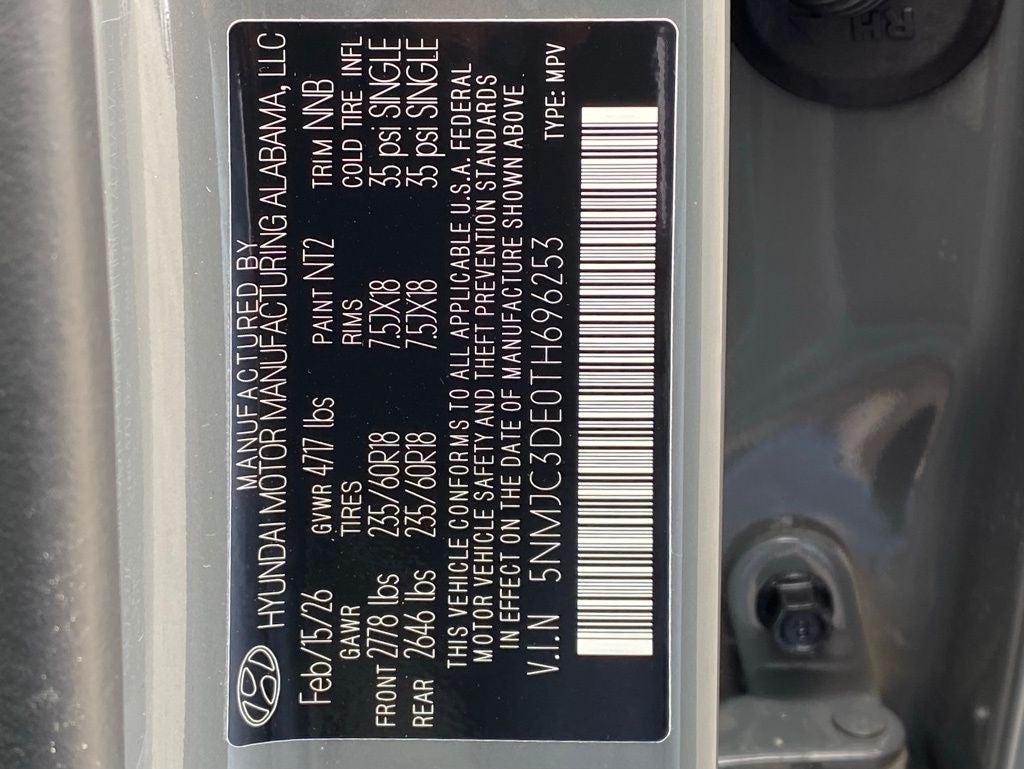 MANUFACTURED BY
HYUNDAI MOTOR MANUFACTURING ALABAMA, LLC
Feb/15/26 GVWR 4717 lbs PAINT NT2 TRIM NNB
GAWR TIRES RIMS COLD TIRE INFL
FRONT 2778 lbs 235/60R18 7.5JX18 35 psi SINGLE
REAR 2646 lbs 235/60R18 7.5JX18 35 psi SINGLE
THIS VEHICLE CONFORMS TO ALL APPLICABLE U.S.A. FEDERAL
MOTOR VEHICLE SAFETY AND THEFT PREVENTION STANDARDS
IN EFFECT ON THE DATE OF MANUFACTURE SHOWN ABOVE
V.I.N 5NMJC3DE0TH696253 TYPE: MPV
RH